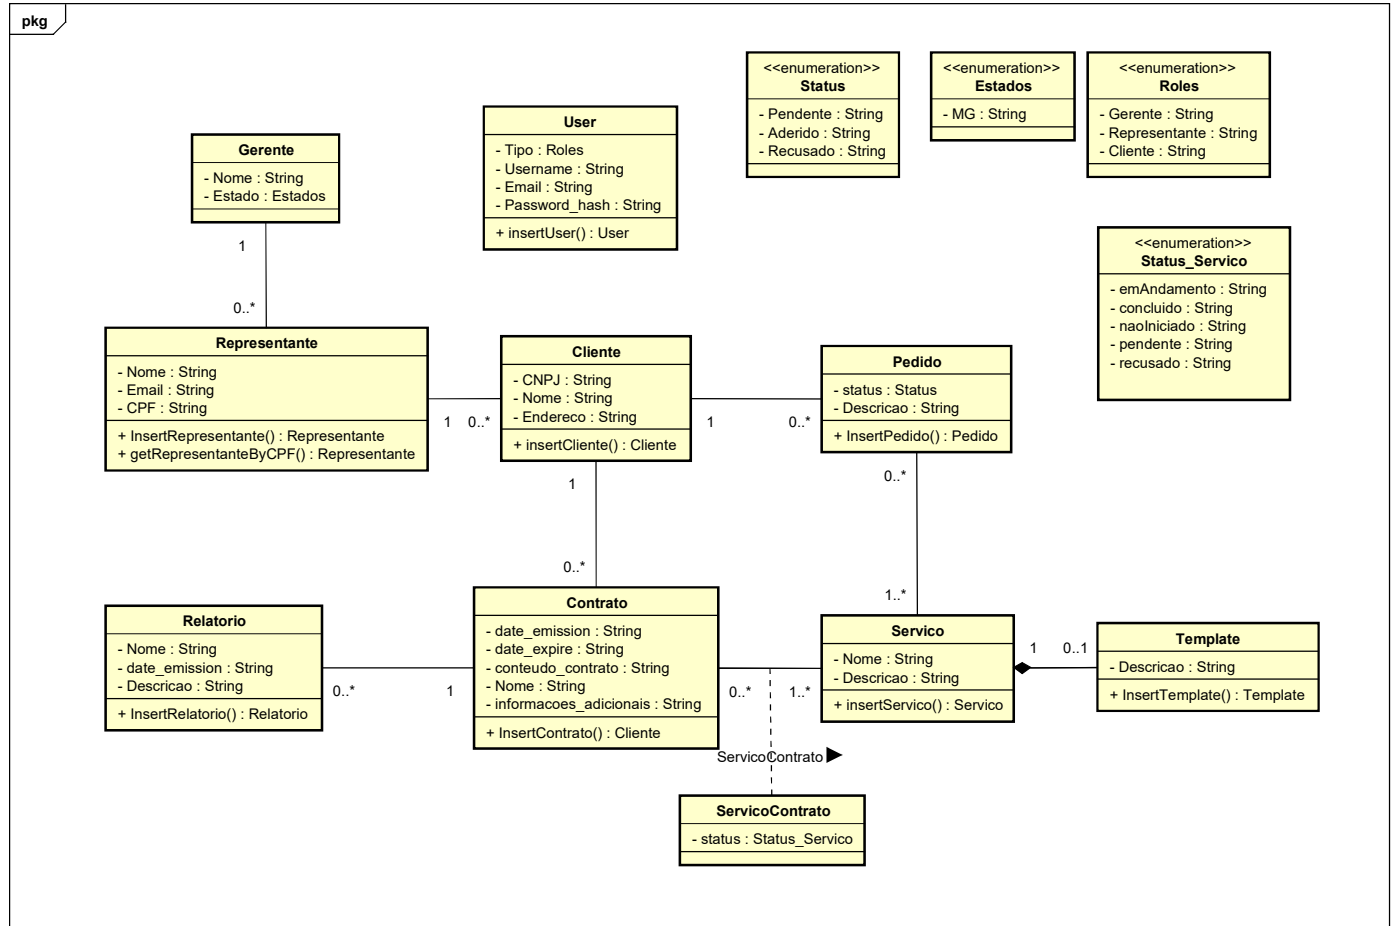 pkg
<<enumeration>>
Status
- Pendente : String
- Aderido : String
- Recusado : String
<<enumeration>>
Estados
- MG : String
<<enumeration>>
Roles
- Gerente : String
- Representante : String
- Cliente : String
User
- Tipo : Roles
- Username : String
- Email : String
- Password_hash : String
+ insertUser() : User
Gerente
- Nome : String
- Estado : Estados
1
0..*
<<enumeration>>
Status_Servico
- emAndamento : String
- concluido : String
- naoIniciado : String
- pendente : String
- recusado : String
Representante
- Nome : String
- Email : String
- CPF : String
+ InsertRepresentante() : Representante
+ getRepresentanteByCPF() : Representante
1 0..*
Cliente
- CNPJ : String
- Nome : String
- Endereco : String
+ insertCliente() : Cliente
1 0..*
Pedido
- status : Status
- Descricao : String
+ InsertPedido() : Pedido
1
0..*
0..*
1..*
Relatorio
- Nome : String
- date_emission : String
- Descricao : String
+ InsertRelatorio() : Relatorio
0..* 1
Contrato
- date_emission : String
- date_expire : String
- conteudo_contrato : String
- Nome : String
- informacoes_adicionais : String
+ InsertContrato() : Cliente
0..* 1..*
Servico
- Nome : String
- Descricao : String
+ insertServico() : Servico
1 0..1
Template
- Descricao : String
+ InsertTemplate() : Template
ServicoContrato
ServicoContrato
- status : Status_Servico